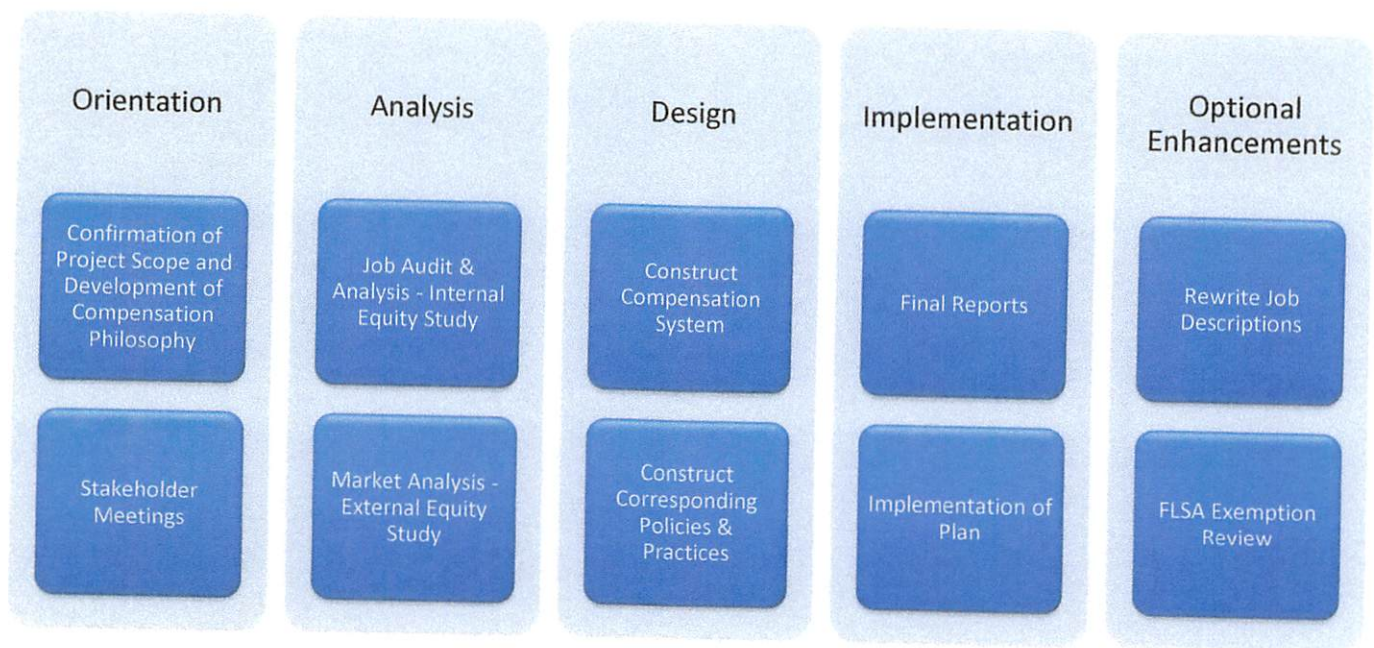 Orientation
Confirmation of
Project Scope and
Development of
Compensation
Philosophy
Stakeholder
Meetings
Analysis
Job Audit &
Analysis - Internal
Equity Study
Market Analysis -
External Equity
Study
Design
Construct
Compensation
System
Construct
Corresponding
Policies &
Practices
Implementation
Final Reports
Implementation of
Plan
Optional
Enhancements
Rewrite Job
Descriptions
FLSA Exemption
Review